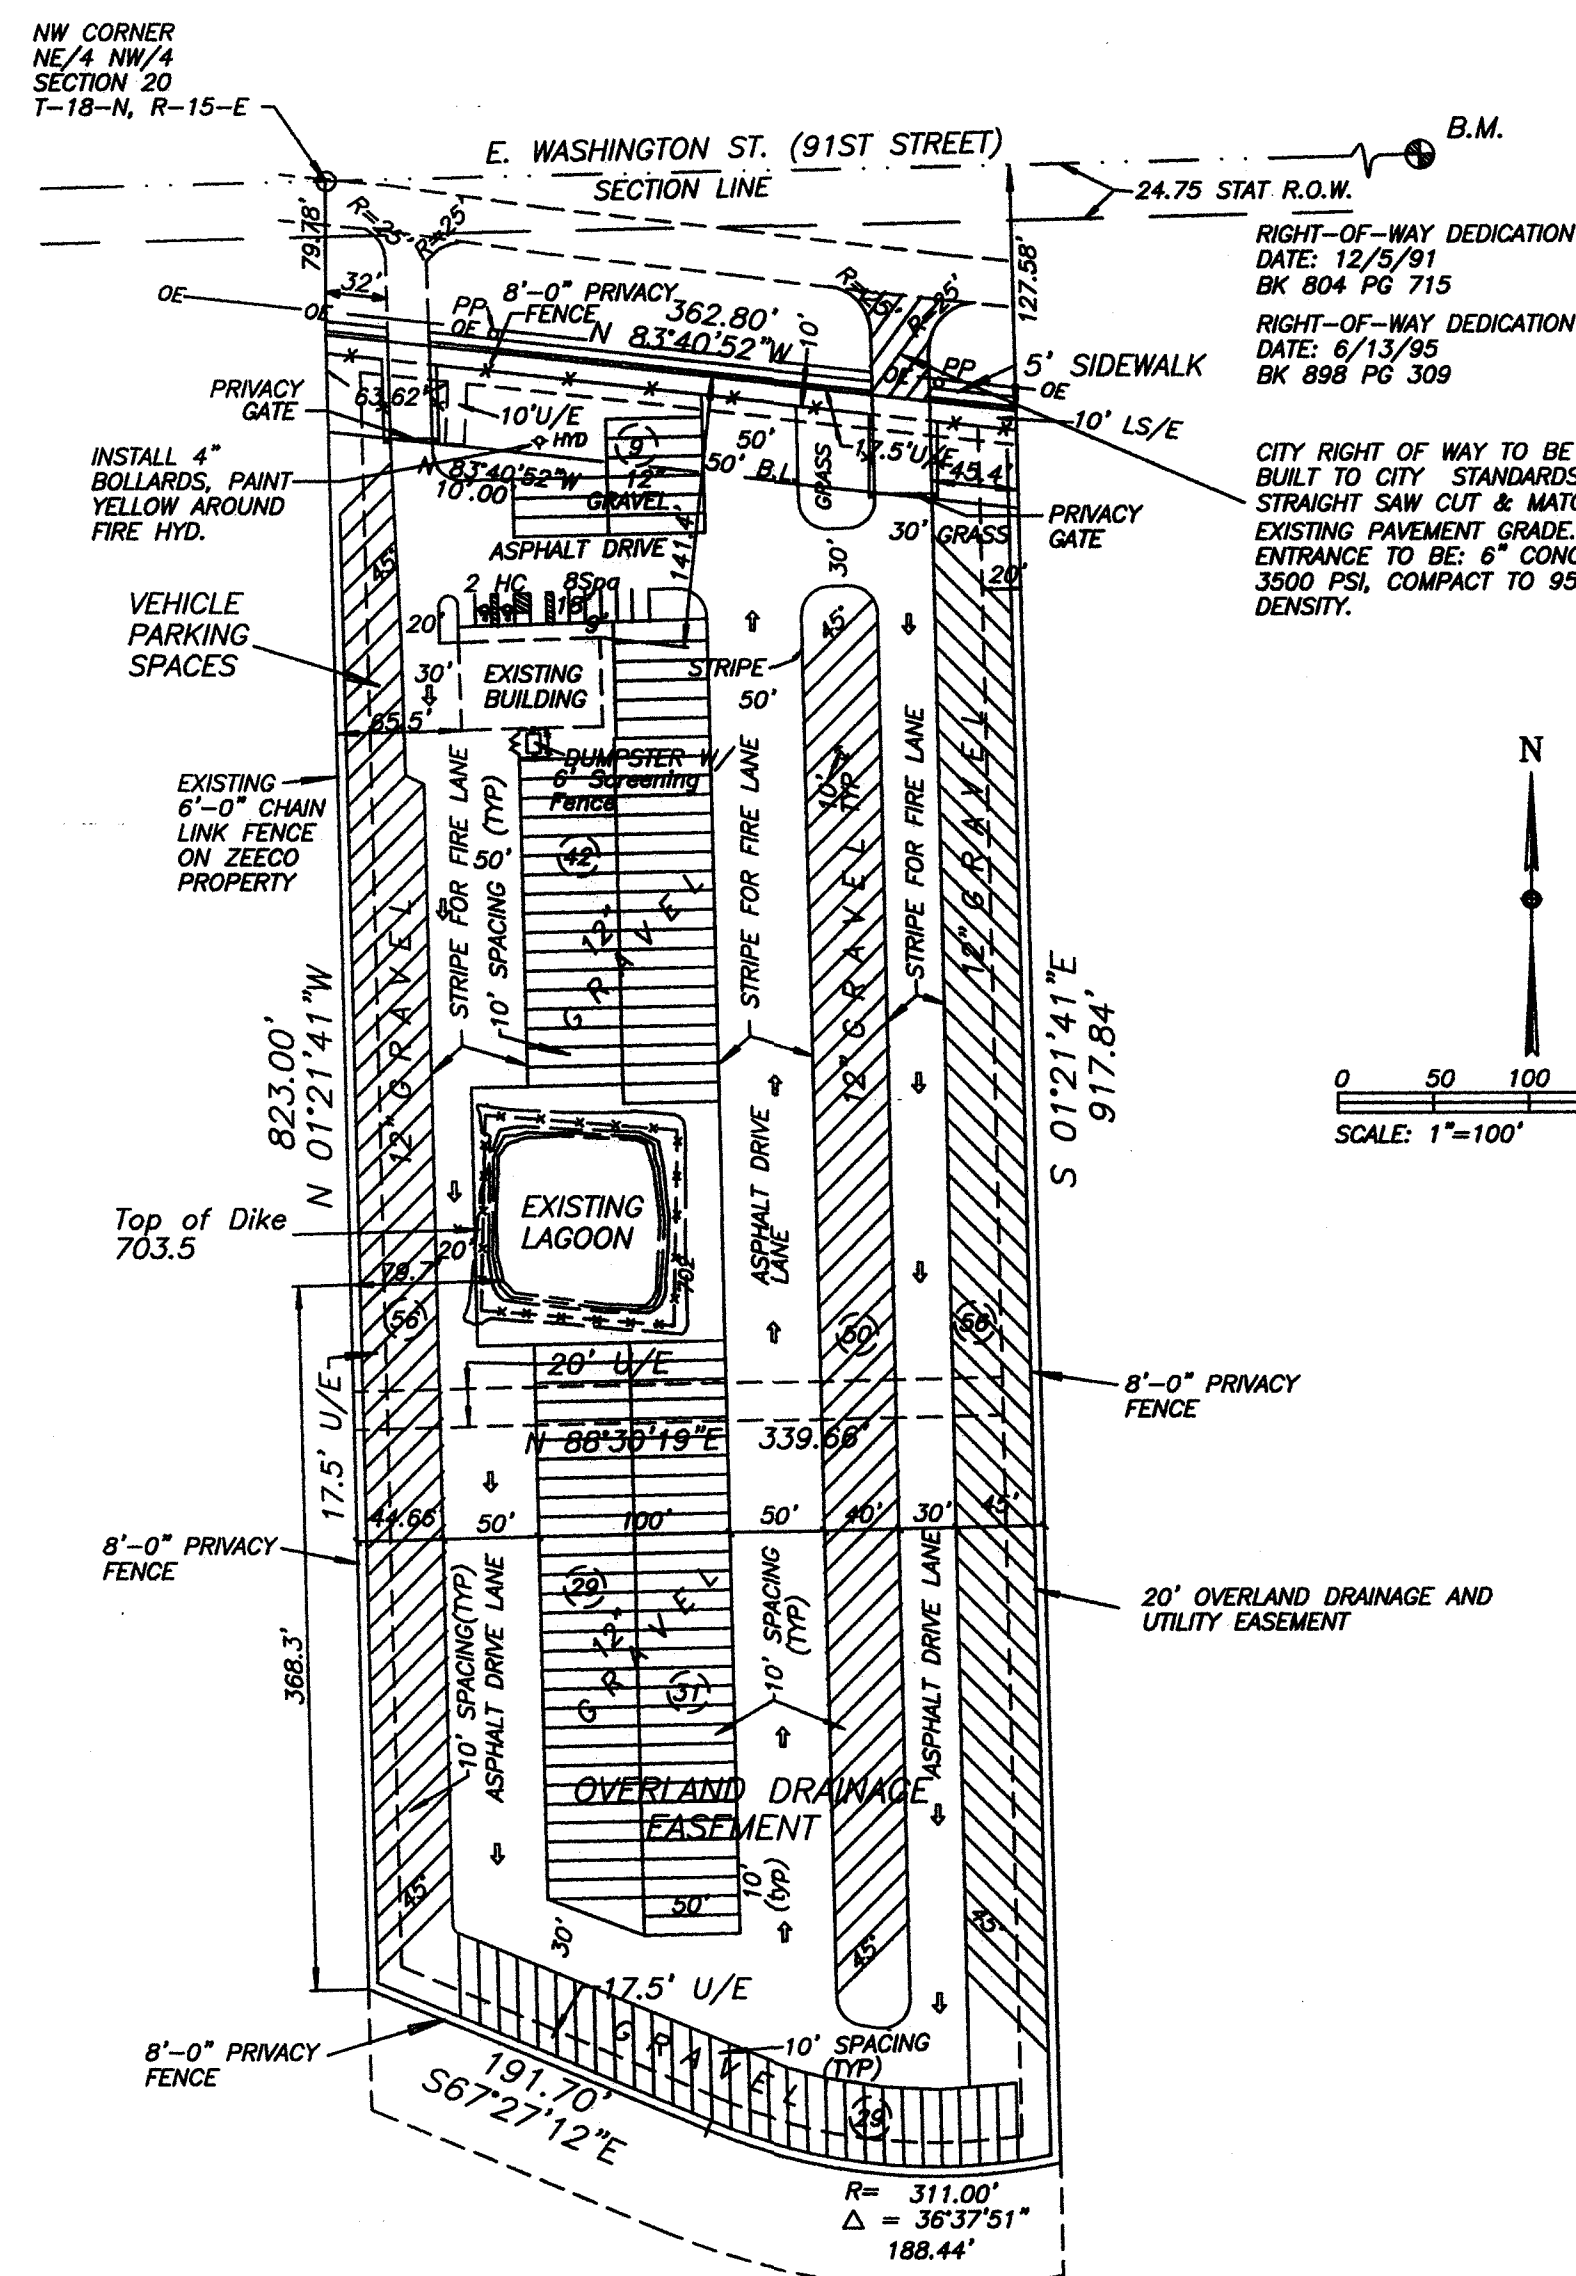 NW CORNER
NE/4 NW/4
SECTION 20
T-18-N, R-15-E
E. WASHINGTON ST. (91ST STREET)
SECTION LINE
B.M.
24.75 STAT R.O.W.
RIGHT-OF-WAY DEDICATION
DATE: 12/5/91
BK 804 PG 715
RIGHT-OF-WAY DEDICATION
DATE: 6/13/95
BK 898 PG 309
79.78'
R=25'
R=25'
32'
OE
OE
PP
OE
8'-0" PRIVACY
FENCE
362.80'
N 83°40'52"W
10'
R=25'
R=25'
127.58'
OE
PP
OE
5' SIDEWALK
10' LS/E
PRIVACY
GATE
63.62'
10'U/E
HYD
9
12"
GRAVEL
50'
50' B.L.
GRASS
17.5'U/E
45.4'
N 83°40'52"W
10.00'
INSTALL 4"
BOLLARDS, PAINT
YELLOW AROUND
FIRE HYD.
CITY RIGHT OF WAY TO BE
BUILT TO CITY STANDARDS
STRAIGHT SAW CUT & MATC
EXISTING PAVEMENT GRADE.
ENTRANCE TO BE: 6" CONC
3500 PSI, COMPACT TO 95
DENSITY.
PRIVACY
GATE
30'
GRASS
20'
ASPHALT DRIVE
141.4'
30'
45°
2 HC
8Spa
18'
9'
20'
VEHICLE
PARKING
SPACES
30'
EXISTING
BUILDING
STRIPE
45°
50'
65.5'
DUMPSTER W/
6' Screening
Fence
EXISTING
6'-0" CHAIN
LINK FENCE
ON ZEECO
PROPERTY
STRIPE FOR FIRE LANE
10' SPACING (TYP)
50'
42
12"
GRAVEL
STRIPE FOR FIRE LANE
10'
TYP
12" GRAVEL
STRIPE FOR FIRE LANE
12" GRAVEL
12" GRAVEL
N
0 50 100
SCALE: 1"=100'
823.00'
N 01°21'41"W
S 01°21'41"E
917.84'
Top of Dike
703.5
EXISTING
LAGOON
702
20'
79.7'
ASPHALT DRIVE
LANE
56
50
56
17.5' U/E
20' U/E
N 88°30'19"E 339.66'
8'-0" PRIVACY
FENCE
44.66'
50'
100'
50'
40'
30'
45'
8'-0" PRIVACY
FENCE
368.3'
10' SPACING(TYP)
ASPHALT DRIVE LANE
29
12"
GRAVEL
31
10' SPACING
(TYP)
ASPHALT DRIVE LANE
20' OVERLAND DRAINAGE AND
UTILITY EASEMENT
OVERLAND DRAINAGE
EASEMENT
45°
50'
10'
(typ)
30'
45°
45°
17.5' U/E
GRAVEL
10' SPACING
(TYP)
29
8'-0" PRIVACY
FENCE
191.70'
S67°27'12"E
R= 311.00'
Δ = 36°37'51"
188.44'